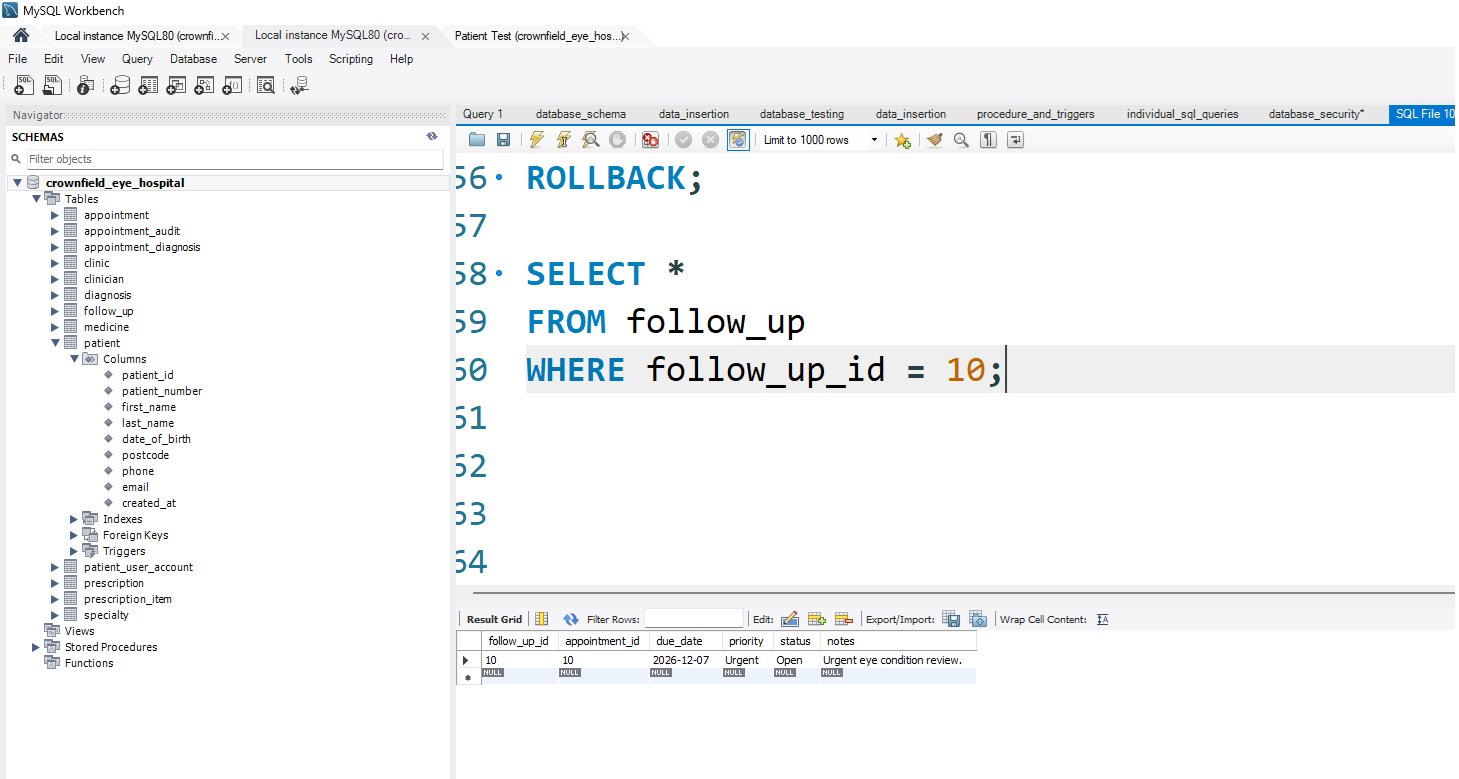 MySQL Workbench
Local instance MySQL80 (crownfi... Local instance MySQL80 (cro... Patient Test (crownfield_eye_hos...)
File Edit View Query Database Server Tools Scripting Help
Navigator
SCHEMAS
Filter objects
crownfield_eye_hospital
Tables
appointment
appointment_audit
appointment_diagnosis
clinic
clinician
diagnosis
follow_up
medicine
patient
Columns
patient_id
patient_number
first_name
last_name
date_of_birth
postcode
phone
email
created_at
Indexes
Foreign Keys
Triggers
patient_user_account
prescription
prescription_item
specialty
Views
Stored Procedures
Functions
Query 1 database_schema data_insertion database_testing data_insertion procedure_and_triggers individual_sql_queries database_security* SQL File 10
Limit to 1000 rows
56 ROLLBACK;
57
58 SELECT *
59 FROM follow_up
60 WHERE follow_up_id = 10;
61
62
63
64
Result Grid Filter Rows: Edit: Export/Import: Wrap Cell Content:
follow_up_id appointment_id due_date priority status notes
10 10 2026-12-07 Urgent Open Urgent eye condition review.
NULL NULL NULL NULL NULL NULL